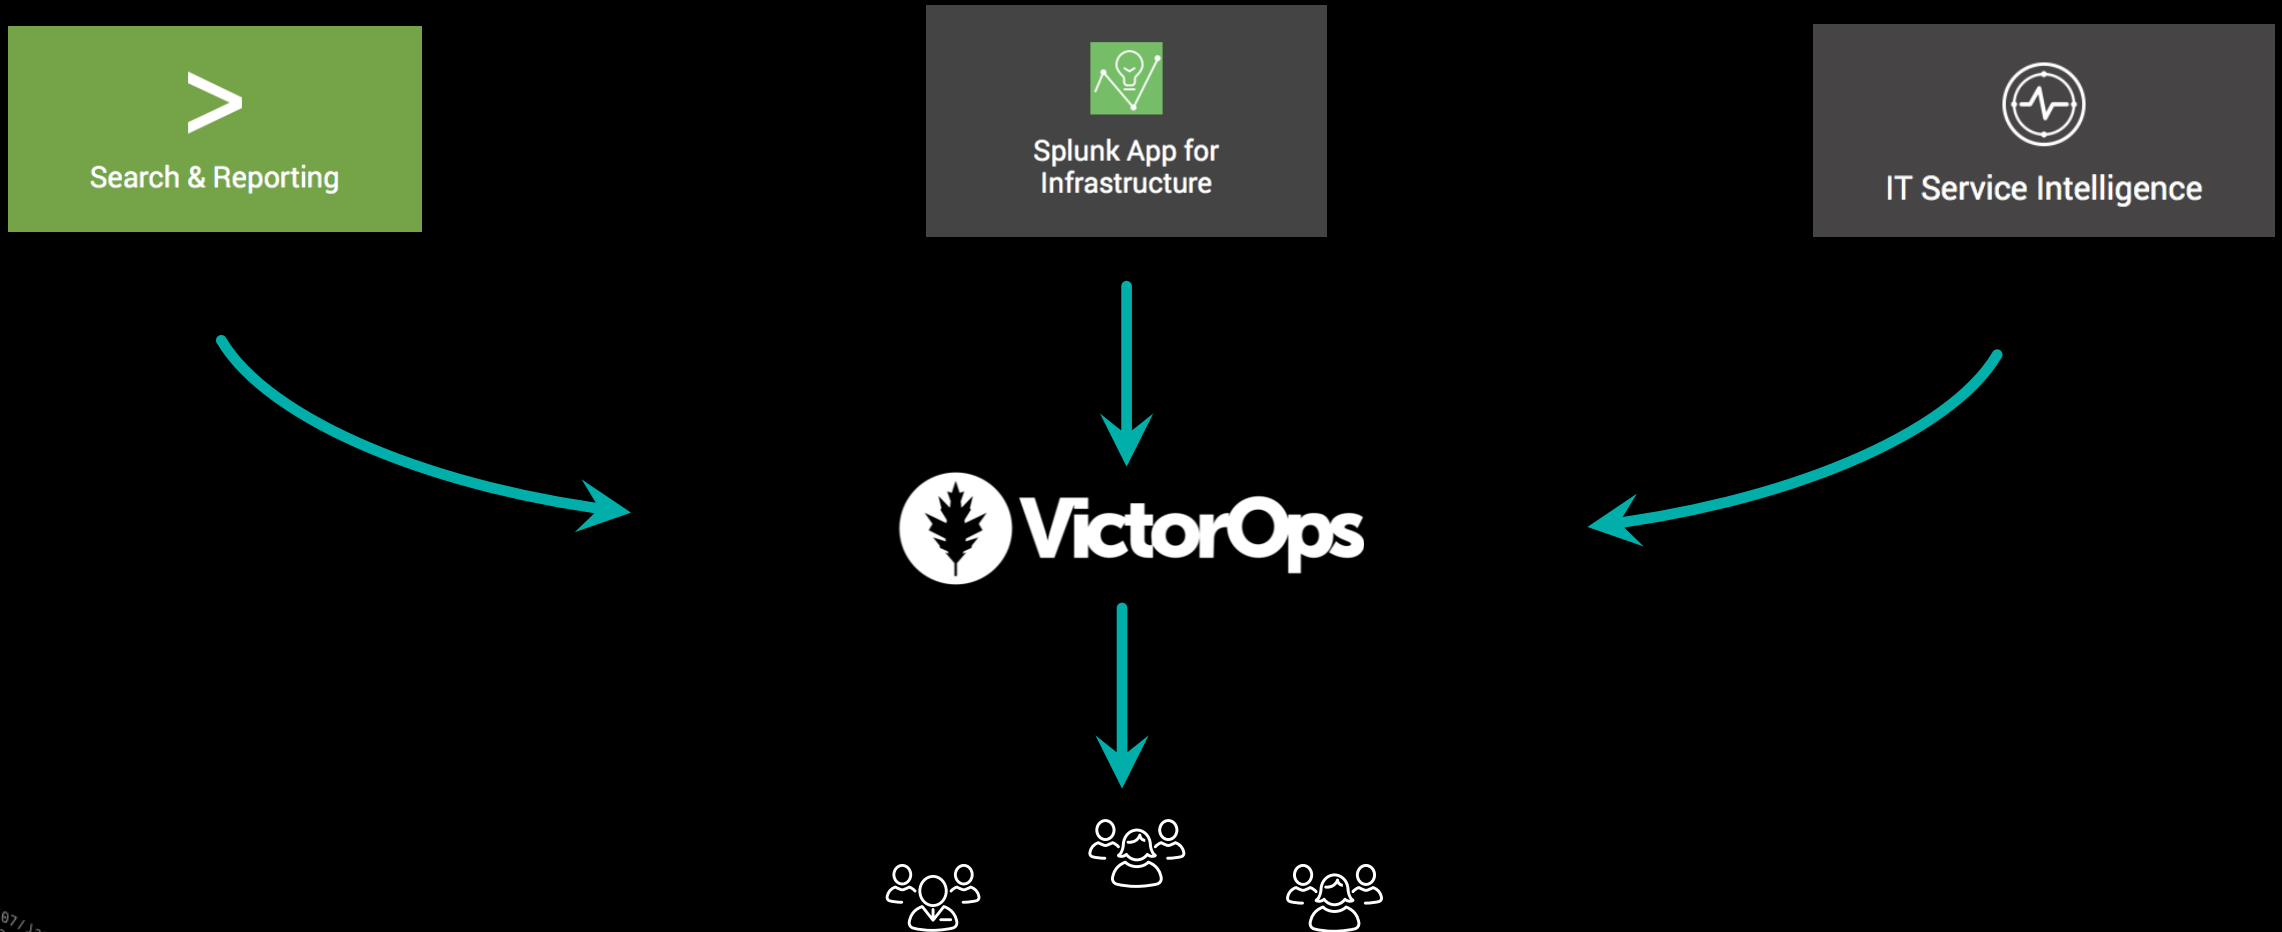 >
Search & Reporting
Splunk App for
Infrastructure
IT Service Intelligence
VictorOps